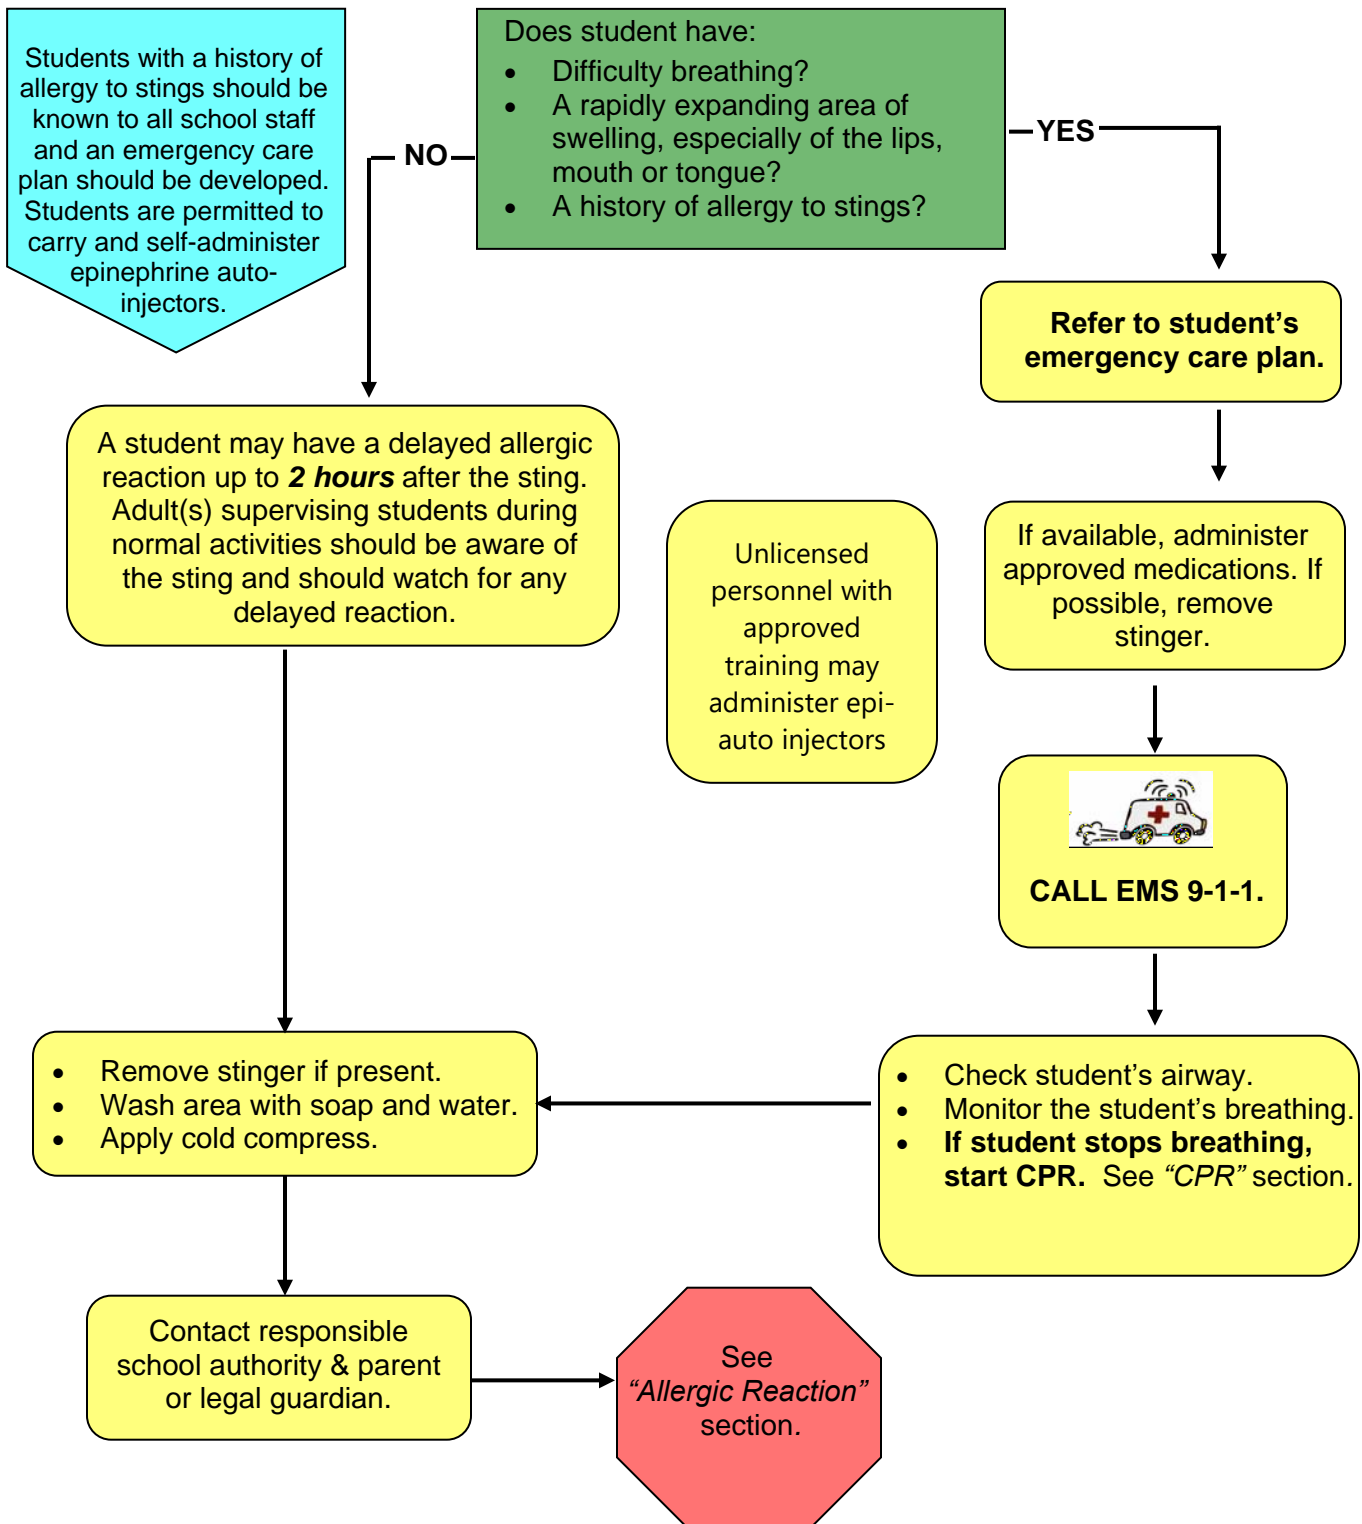 Students with a history of
allergy to stings should be
known to all school staff
and an emergency care
plan should be developed.
Students are permitted to
carry and self-administer
epinephrine auto-
injectors.
Does student have:
• Difficulty breathing?
• A rapidly expanding area of
swelling, especially of the lips,
mouth or tongue?
• A history of allergy to stings?
NO
YES
Refer to student’s
emergency care plan.
A student may have a delayed allergic
reaction up to 2 hours after the sting.
Adult(s) supervising students during
normal activities should be aware of
the sting and should watch for any
delayed reaction.
Unlicensed
personnel with
approved
training may
administer epi-
auto injectors
If available, administer
approved medications. If
possible, remove
stinger.
CALL EMS 9-1-1.
• Remove stinger if present.
• Wash area with soap and water.
• Apply cold compress.
• Check student’s airway.
• Monitor the student’s breathing.
• If student stops breathing,
start CPR. See “CPR” section.
Contact responsible
school authority & parent
or legal guardian.
See
“Allergic Reaction”
section.